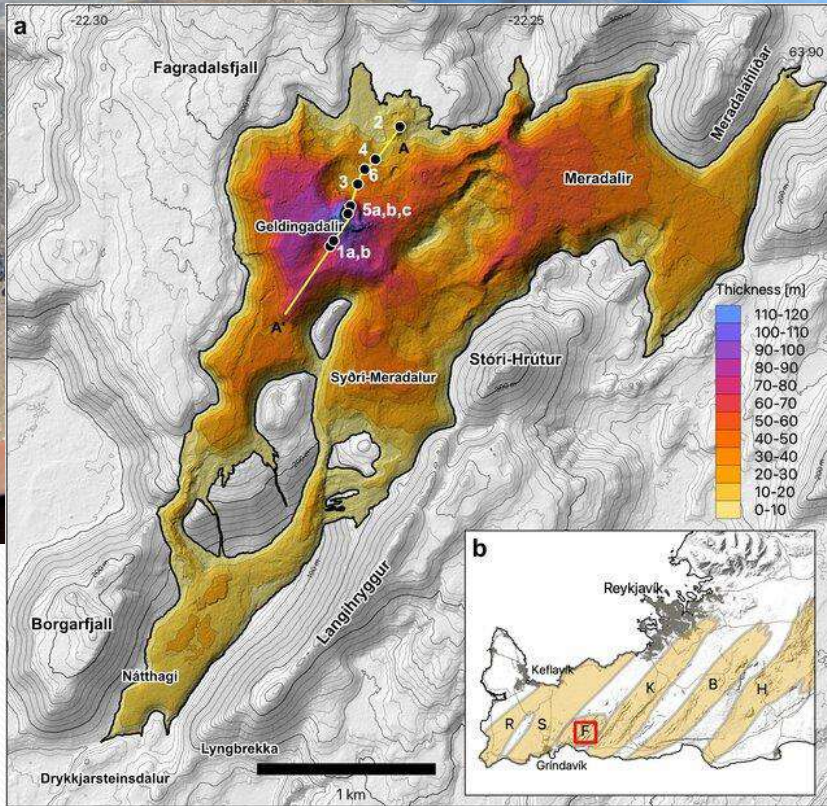 a
-22.30
-22.25
63.90
Fagradalsfjall
Meradalahlíðar
2
A
4
6
3
Meradalir
Geldingadalir
5a,b,c
1a,b
A'
Stóri-Hrútur
Syðri-Meradalur
Thickness [m]
110-120
100-110
90-100
80-90
70-80
60-70
50-60
40-50
30-40
20-30
10-20
0-10
Borgarfjall
Langihryggur
Nátthagi
Lyngbrekka
Drykkjarsteinsdalur
1 km
b
Reykjavík
Keflavík
K
B
H
R
S
F
Grindavík